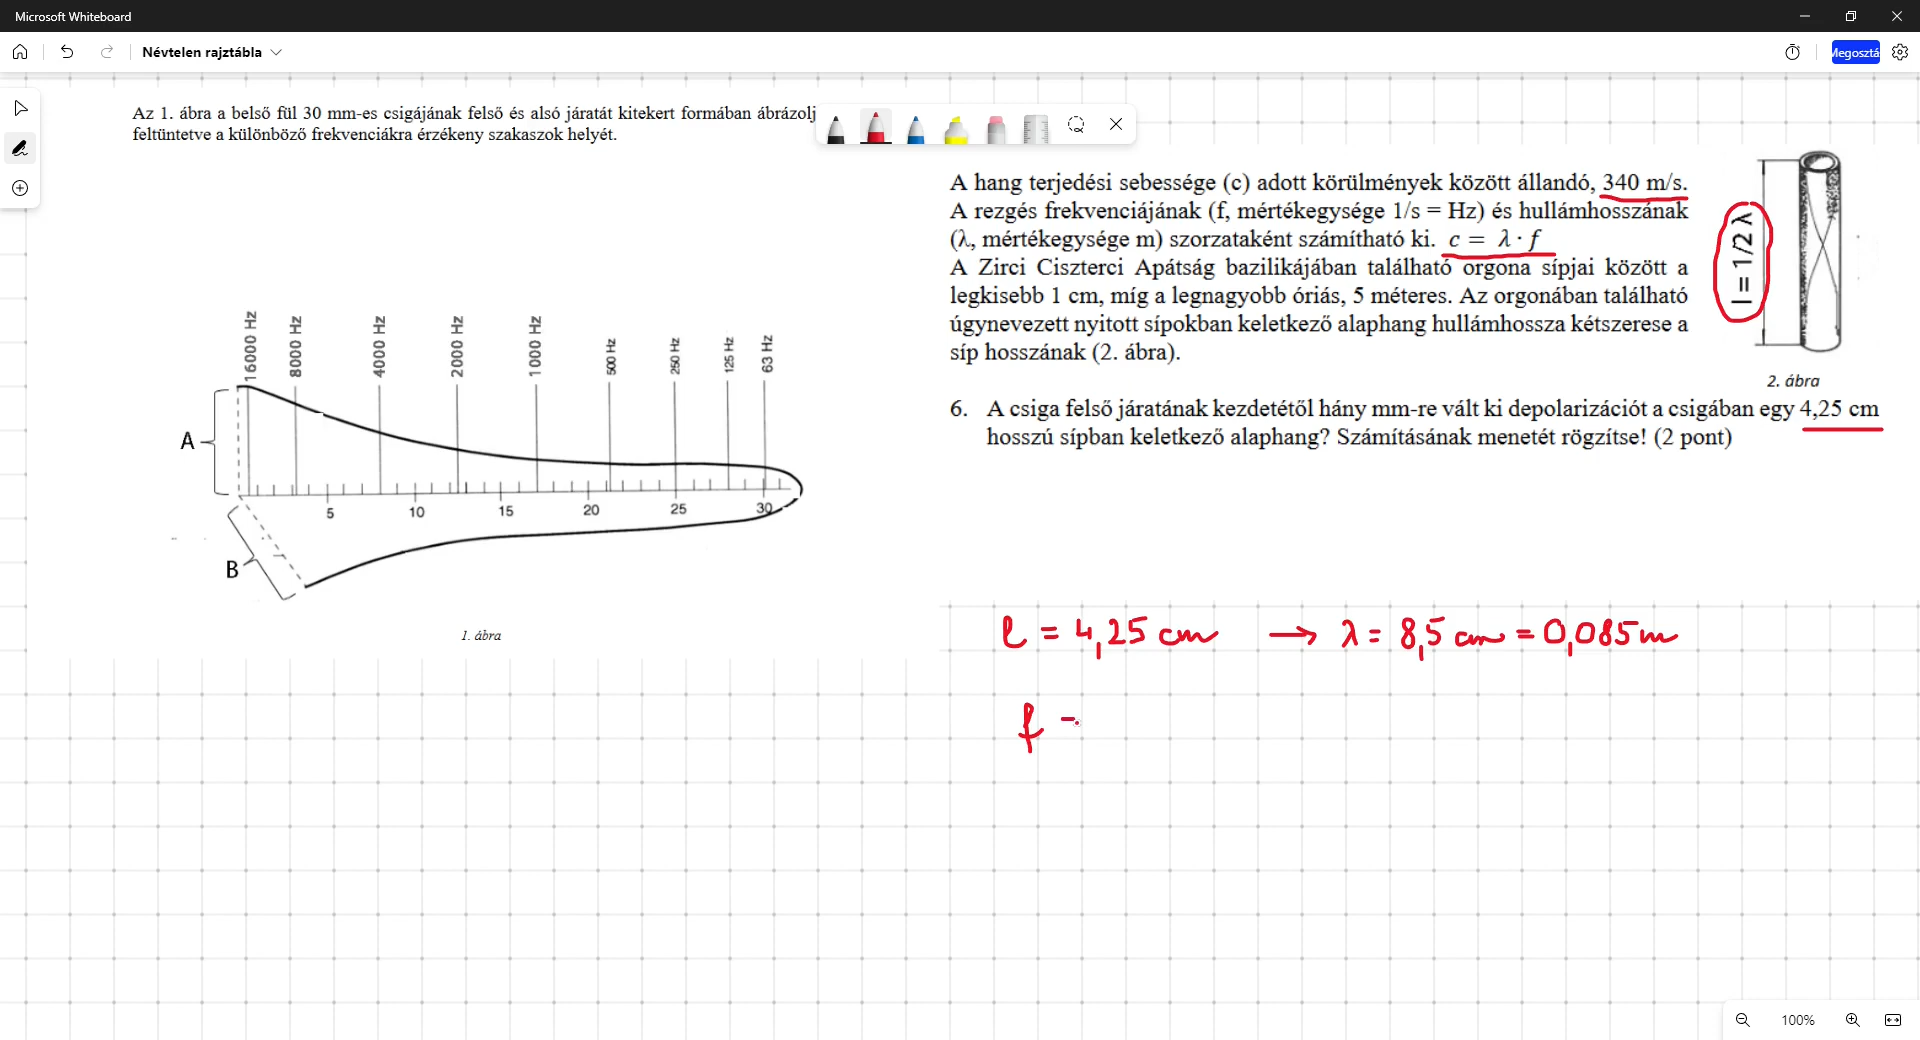 Microsoft Whiteboard
Névtelen rajztábla
Megosztá
Az 1. ábra a belső fül 30 mm-es csigájának felső és alsó járatát kitekert formában ábrázolj
feltüntetve a különböző frekvenciákra érzékeny szakaszok helyét.
A hang terjedési sebessége (c) adott körülmények között állandó, 340 m/s.
A rezgés frekvenciájának (f, mértékegysége 1/s = Hz) és hullámhosszának
(λ, mértékegysége m) szorzataként számítható ki. c = λ · f
A Zirci Ciszterci Apátság bazilikájában található orgona sípjai között a
legkisebb 1 cm, míg a legnagyobb óriás, 5 méteres. Az orgonában található
úgynevezett nyitott sípokban keletkező alaphang hullámhossza kétszerese a
síp hosszának (2. ábra).
l = 1/2 λ
2. ábra
6. A csiga felső járatának kezdetétől hány mm-re vált ki depolarizációt a csigában egy 4,25 cm
hosszú sípban keletkező alaphang? Számításának menetét rögzítse! (2 pont)
16000 Hz 8000 Hz 4000 Hz 2000 Hz 1000 Hz 500 Hz 250 Hz 125 Hz 63 Hz
A
5 10 15 20 25 30
B
1. ábra
l = 4,25 cm → λ = 8,5 cm = 0,085 m
f -
100%